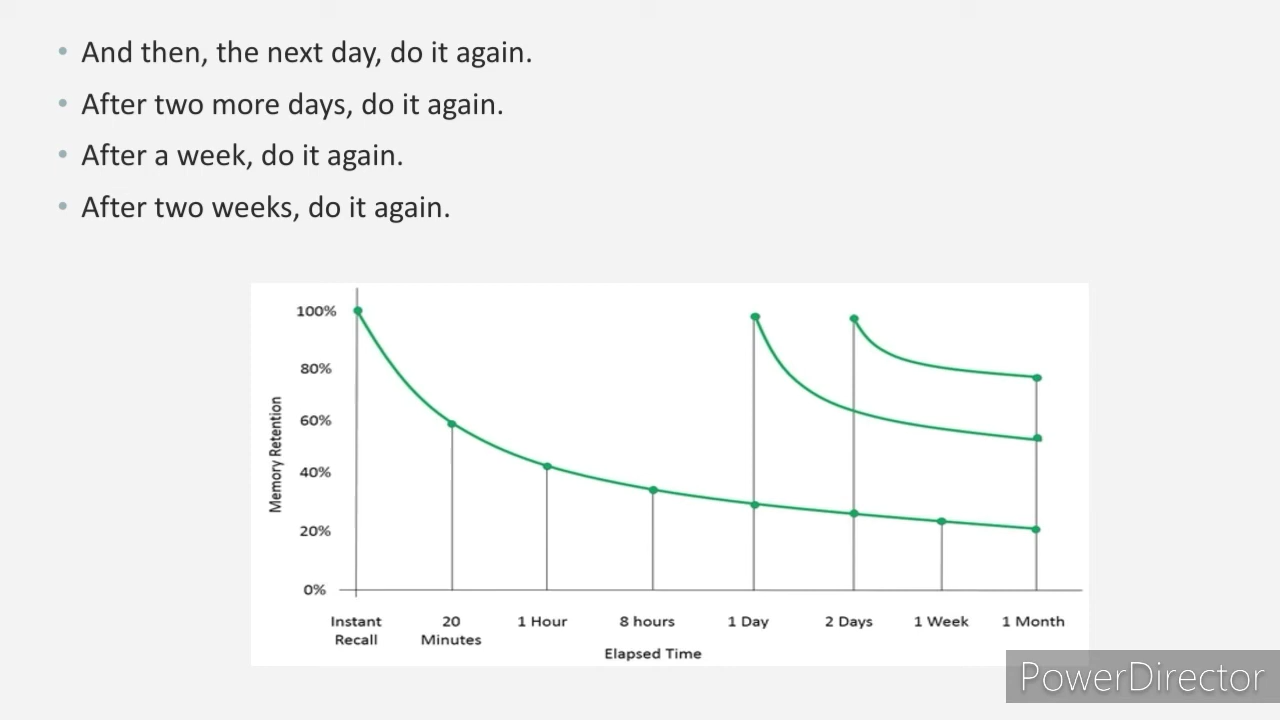 • And then, the next day, do it again.
• After two more days, do it again.
• After a week, do it again.
• After two weeks, do it again.
100%
80%
60%
40%
20%
0%
Memory Retention
Instant Recall
20 Minutes
1 Hour
8 hours
1 Day
2 Days
1 Week
1 Month
Elapsed Time
PowerDirector